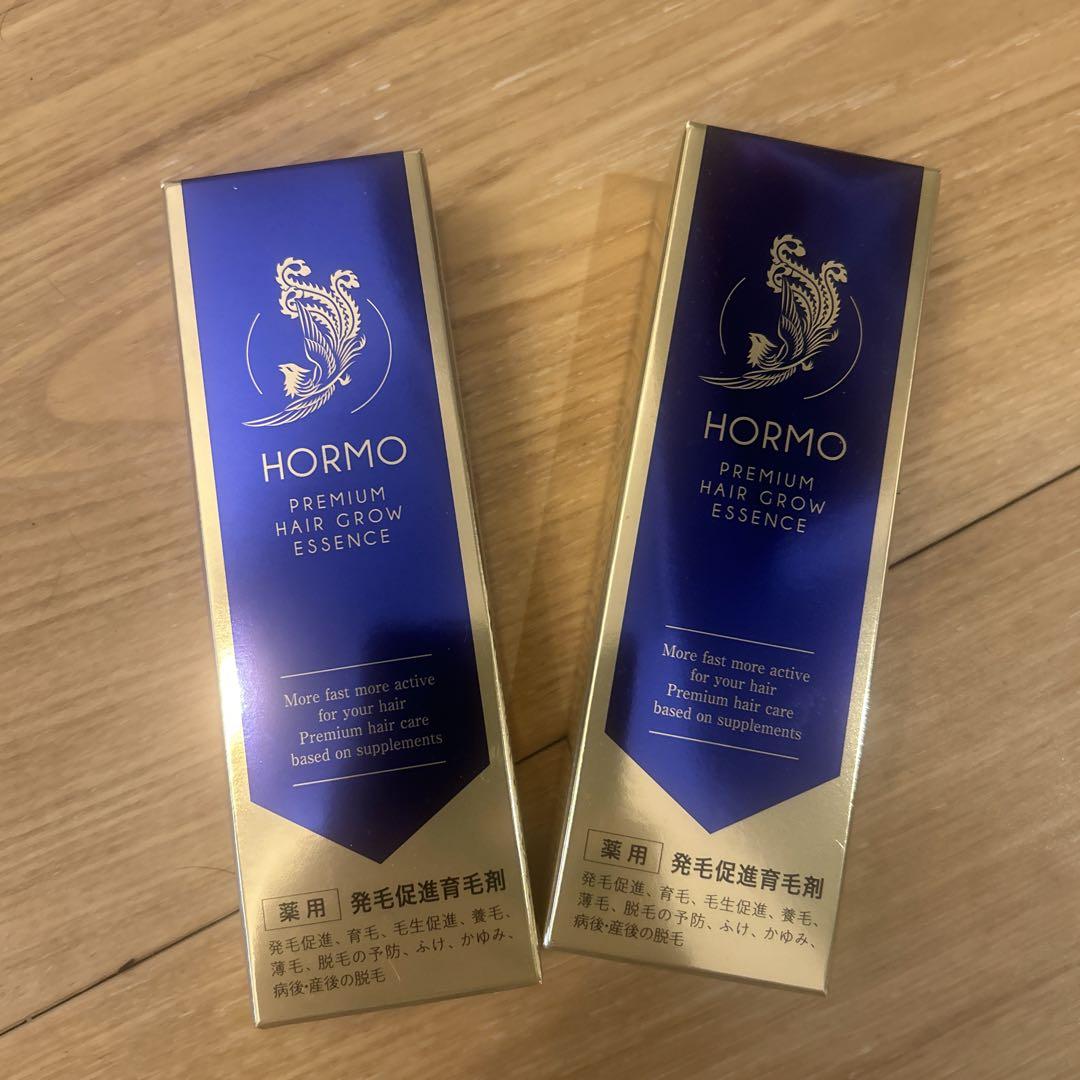 HORMO
PREMIUM
HAIR GROW
ESSENCE
More fast more active
for your hair
Premium hair care
based on supplements
薬用 発毛促進育毛剤
発毛促進、育毛、毛生促進、養毛、
薄毛、脱毛の予防、ふけ、かゆみ、
病後・産後の脱毛
HORMO
PREMIUM
HAIR GROW
ESSENCE
More fast more active
for your hair
Premium hair care
based on supplements
薬用 発毛促進育毛剤
発毛促進、育毛、毛生促進、養毛、
薄毛、脱毛の予防、ふけ、かゆみ、
病後・産後の脱毛